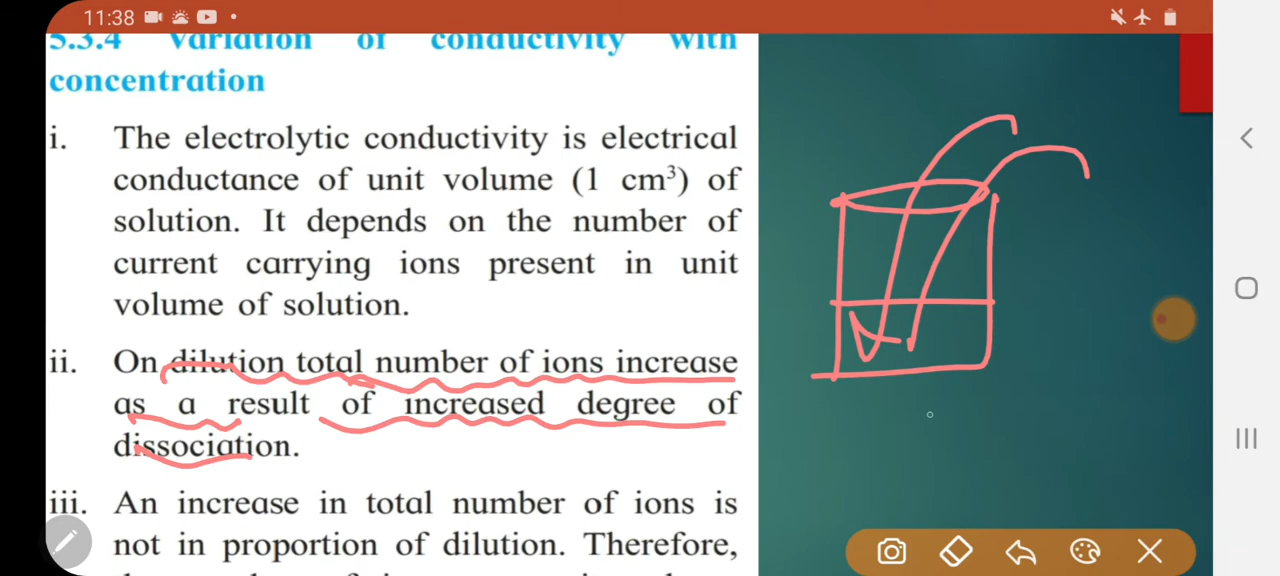 11:38
5.3.4 Variation of conductivity with
concentration
i. The electrolytic conductivity is electrical
conductance of unit volume (1 cm³) of
solution. It depends on the number of
current carrying ions present in unit
volume of solution.
ii. On dilution total number of ions increase
as a result of increased degree of
dissociation.
iii. An increase in total number of ions is
not in proportion of dilution. Therefore,